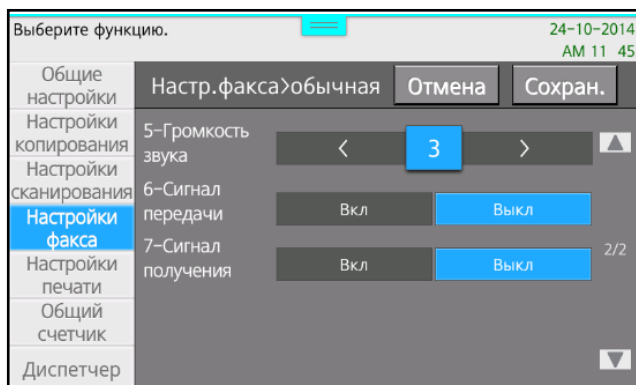 Выберите функцию.
24-10-2014
AM 11 45
Общие
настройки
Настройки
копирования
Настройки
сканирования
Настройки
факса
Настройки
печати
Общий
счетчик
Диспетчер
Настр.факса>обычная
Отмена
Сохран.
5-Громкость
звука
< 3 >
6-Сигнал
передачи
Вкл Выкл
7-Сигнал
получения
Вкл Выкл
2/2